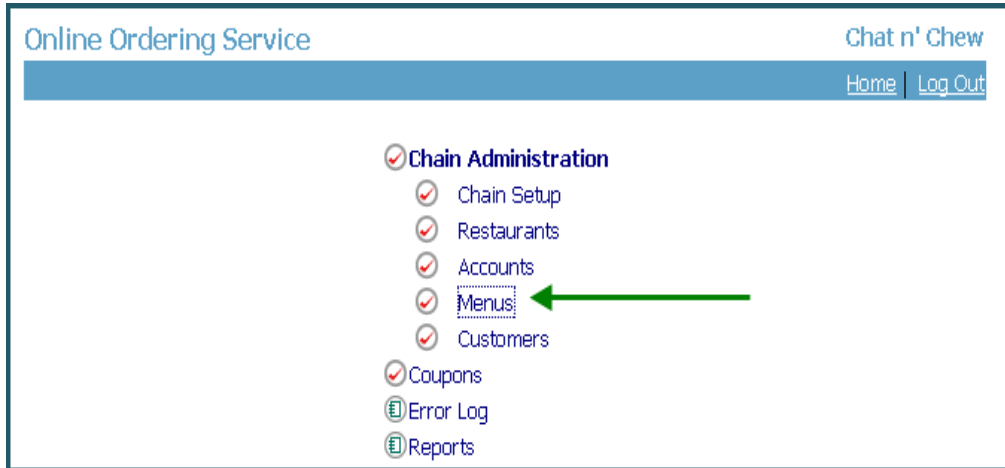 Online Ordering Service
Chat n' Chew
Home | Log Out
Chain Administration
Chain Setup
Restaurants
Accounts
Menus
Customers
Coupons
Error Log
Reports